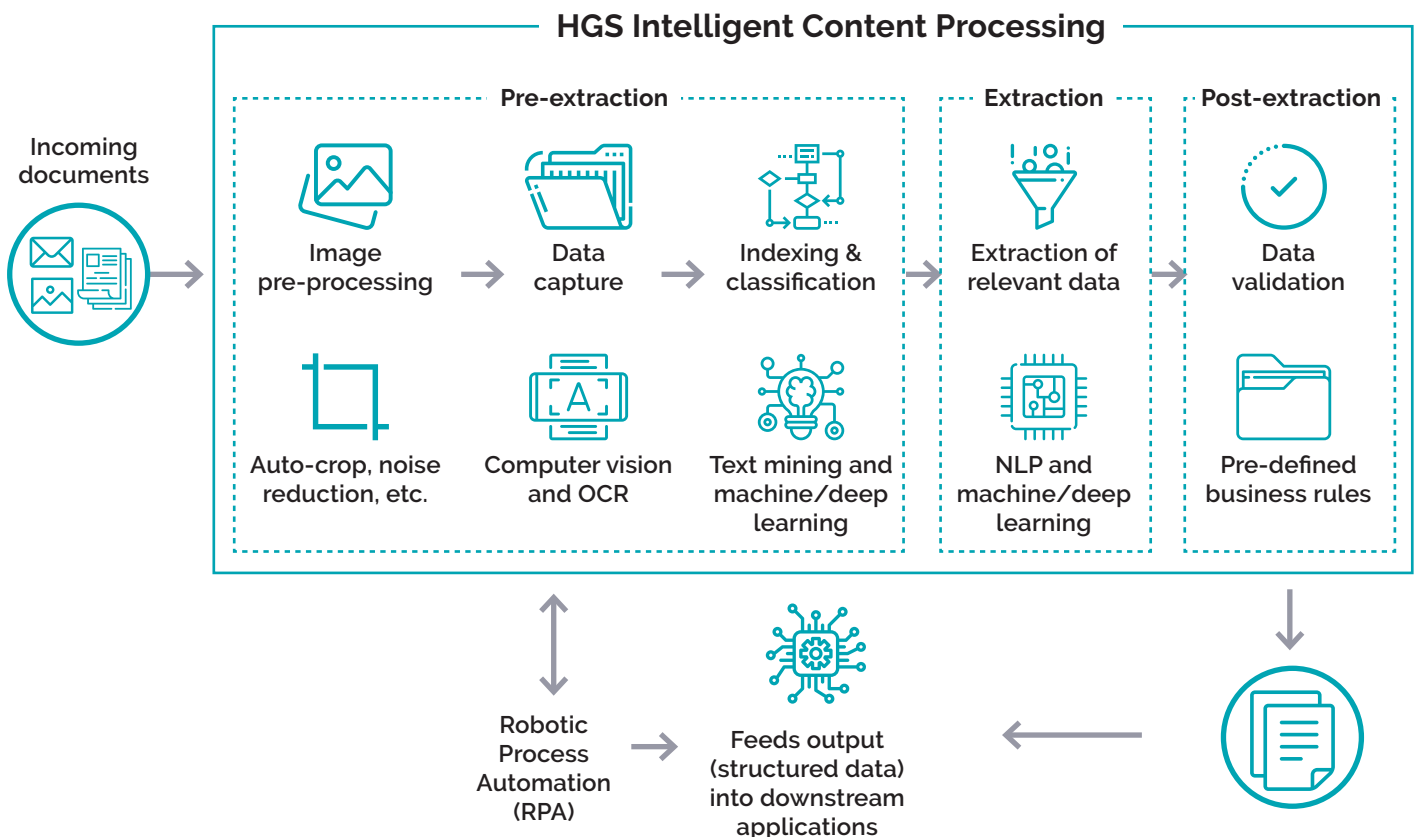 HGS Intelligent Content Processing
Pre-extraction
Extraction
Post-extraction
Incoming
documents
Image
pre-processing
Data
capture
Indexing &
classification
Extraction of
relevant data
Data
validation
Auto-crop, noise
reduction, etc.
A
Computer vision
and OCR
Text mining and
machine/deep
learning
NLP and
machine/deep
learning
Pre-defined
business rules
Robotic
Process
Automation
(RPA)
Feeds output
(structured data)
into downstream
applications